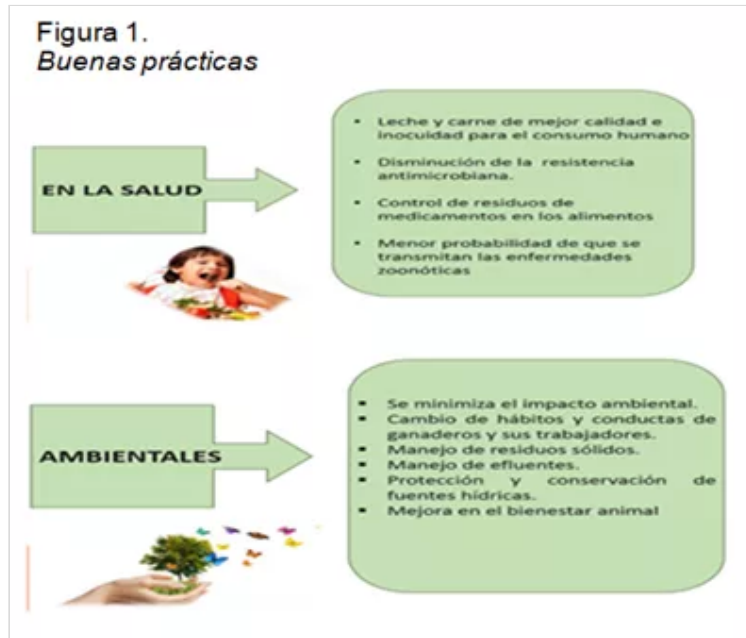 Figura 1.
Buenas prácticas
EN LA SALUD
• Leche y carne de mejor calidad e
inocuidad para el consumo humano
• Disminución de la resistencia
antimicrobiana.
• Control de residuos de
medicamentos en los alimentos
• Menor probabilidad de que se
transmitan las enfermedades
zoonóticas
AMBIENTALES
▪ Se minimiza el impacto ambiental.
▪ Cambio de hábitos y conductas de
ganaderos y sus trabajadores.
▪ Manejo de residuos sólidos.
▪ Manejo de efluentes.
▪ Protección y conservación de
fuentes hídricas.
▪ Mejora en el bienestar animal